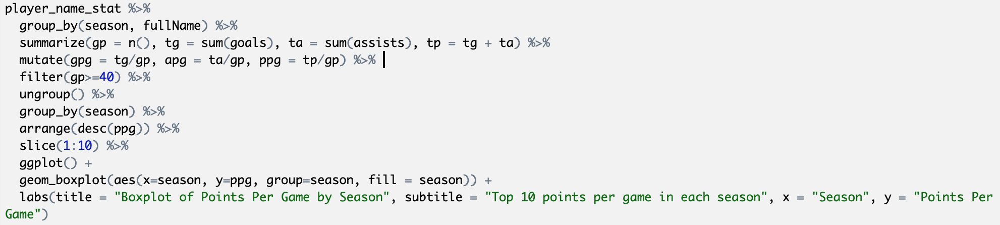 player_name_stat %>%
  group_by(season, fullName) %>%
  summarize(gp = n(), tg = sum(goals), ta = sum(assists), tp = tg + ta) %>%
  mutate(gpg = tg/gp, apg = ta/gp, ppg = tp/gp) %>%
  filter(gp>=40) %>%
  ungroup() %>%
  group_by(season) %>%
  arrange(desc(ppg)) %>%
  slice(1:10) %>%
  ggplot() +
  geom_boxplot(aes(x=season, y=ppg, group=season, fill = season)) +
  labs(title = "Boxplot of Points Per Game by Season", subtitle = "Top 10 points per game in each season", x = "Season", y = "Points Per
Game")